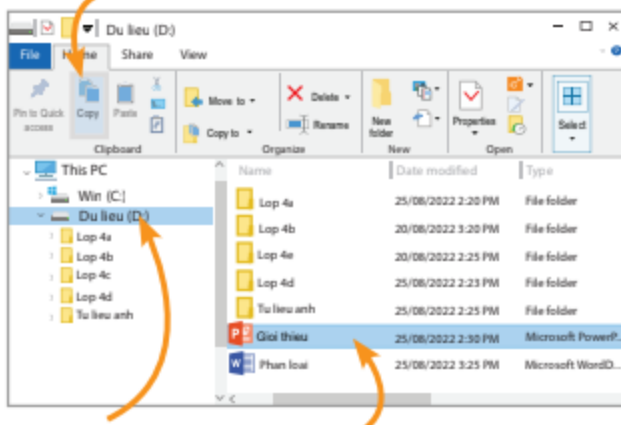 Du lieu (D:)
File Home Share View
Pin to Quick access
Copy
Paste
Clipboard
Move to
Copy to
Delete
Rename
Organize
New folder
New
Properties
Open
Select
This PC
Win (C:)
Du lieu (D:)
Lop 4a
Lop 4b
Lop 4c
Lop 4d
Tu lieu anh
Name Date modified Type
Lop 4a 25/08/2022 2:20 PM File folder
Lop 4b 20/08/2022 3:20 PM File folder
Lop 4e 20/08/2022 2:25 PM File folder
Lop 4d 25/08/2022 2:23 PM File folder
Tu lieu anh 25/08/2022 2:25 PM File folder
Gioi thieu 25/08/2022 2:30 PM Microsoft PowerP...
Phan loai 25/08/2022 3:25 PM Microsoft WordD...